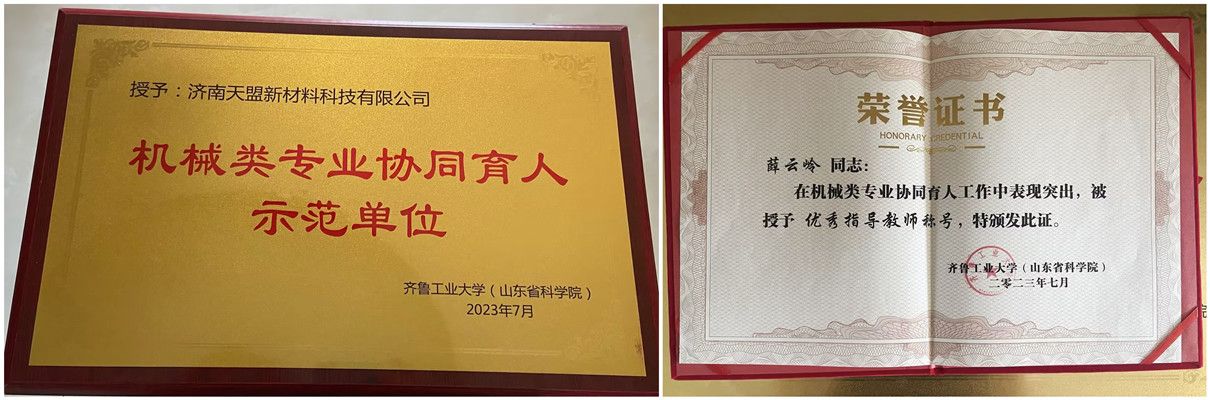 授予：济南天盟新材料科技有限公司
机械类专业协同育人
示范单位
齐鲁工业大学（山东省科学院）
2023年7月
荣誉证书
HONORARY CREDENTIAL
薛云岭 同志：
在机械类专业协同育人工作中表现突出，被
授予 优秀指导教师称号，特颁发此证。
齐鲁工业大学（山东省科学院）
二零二三年七月